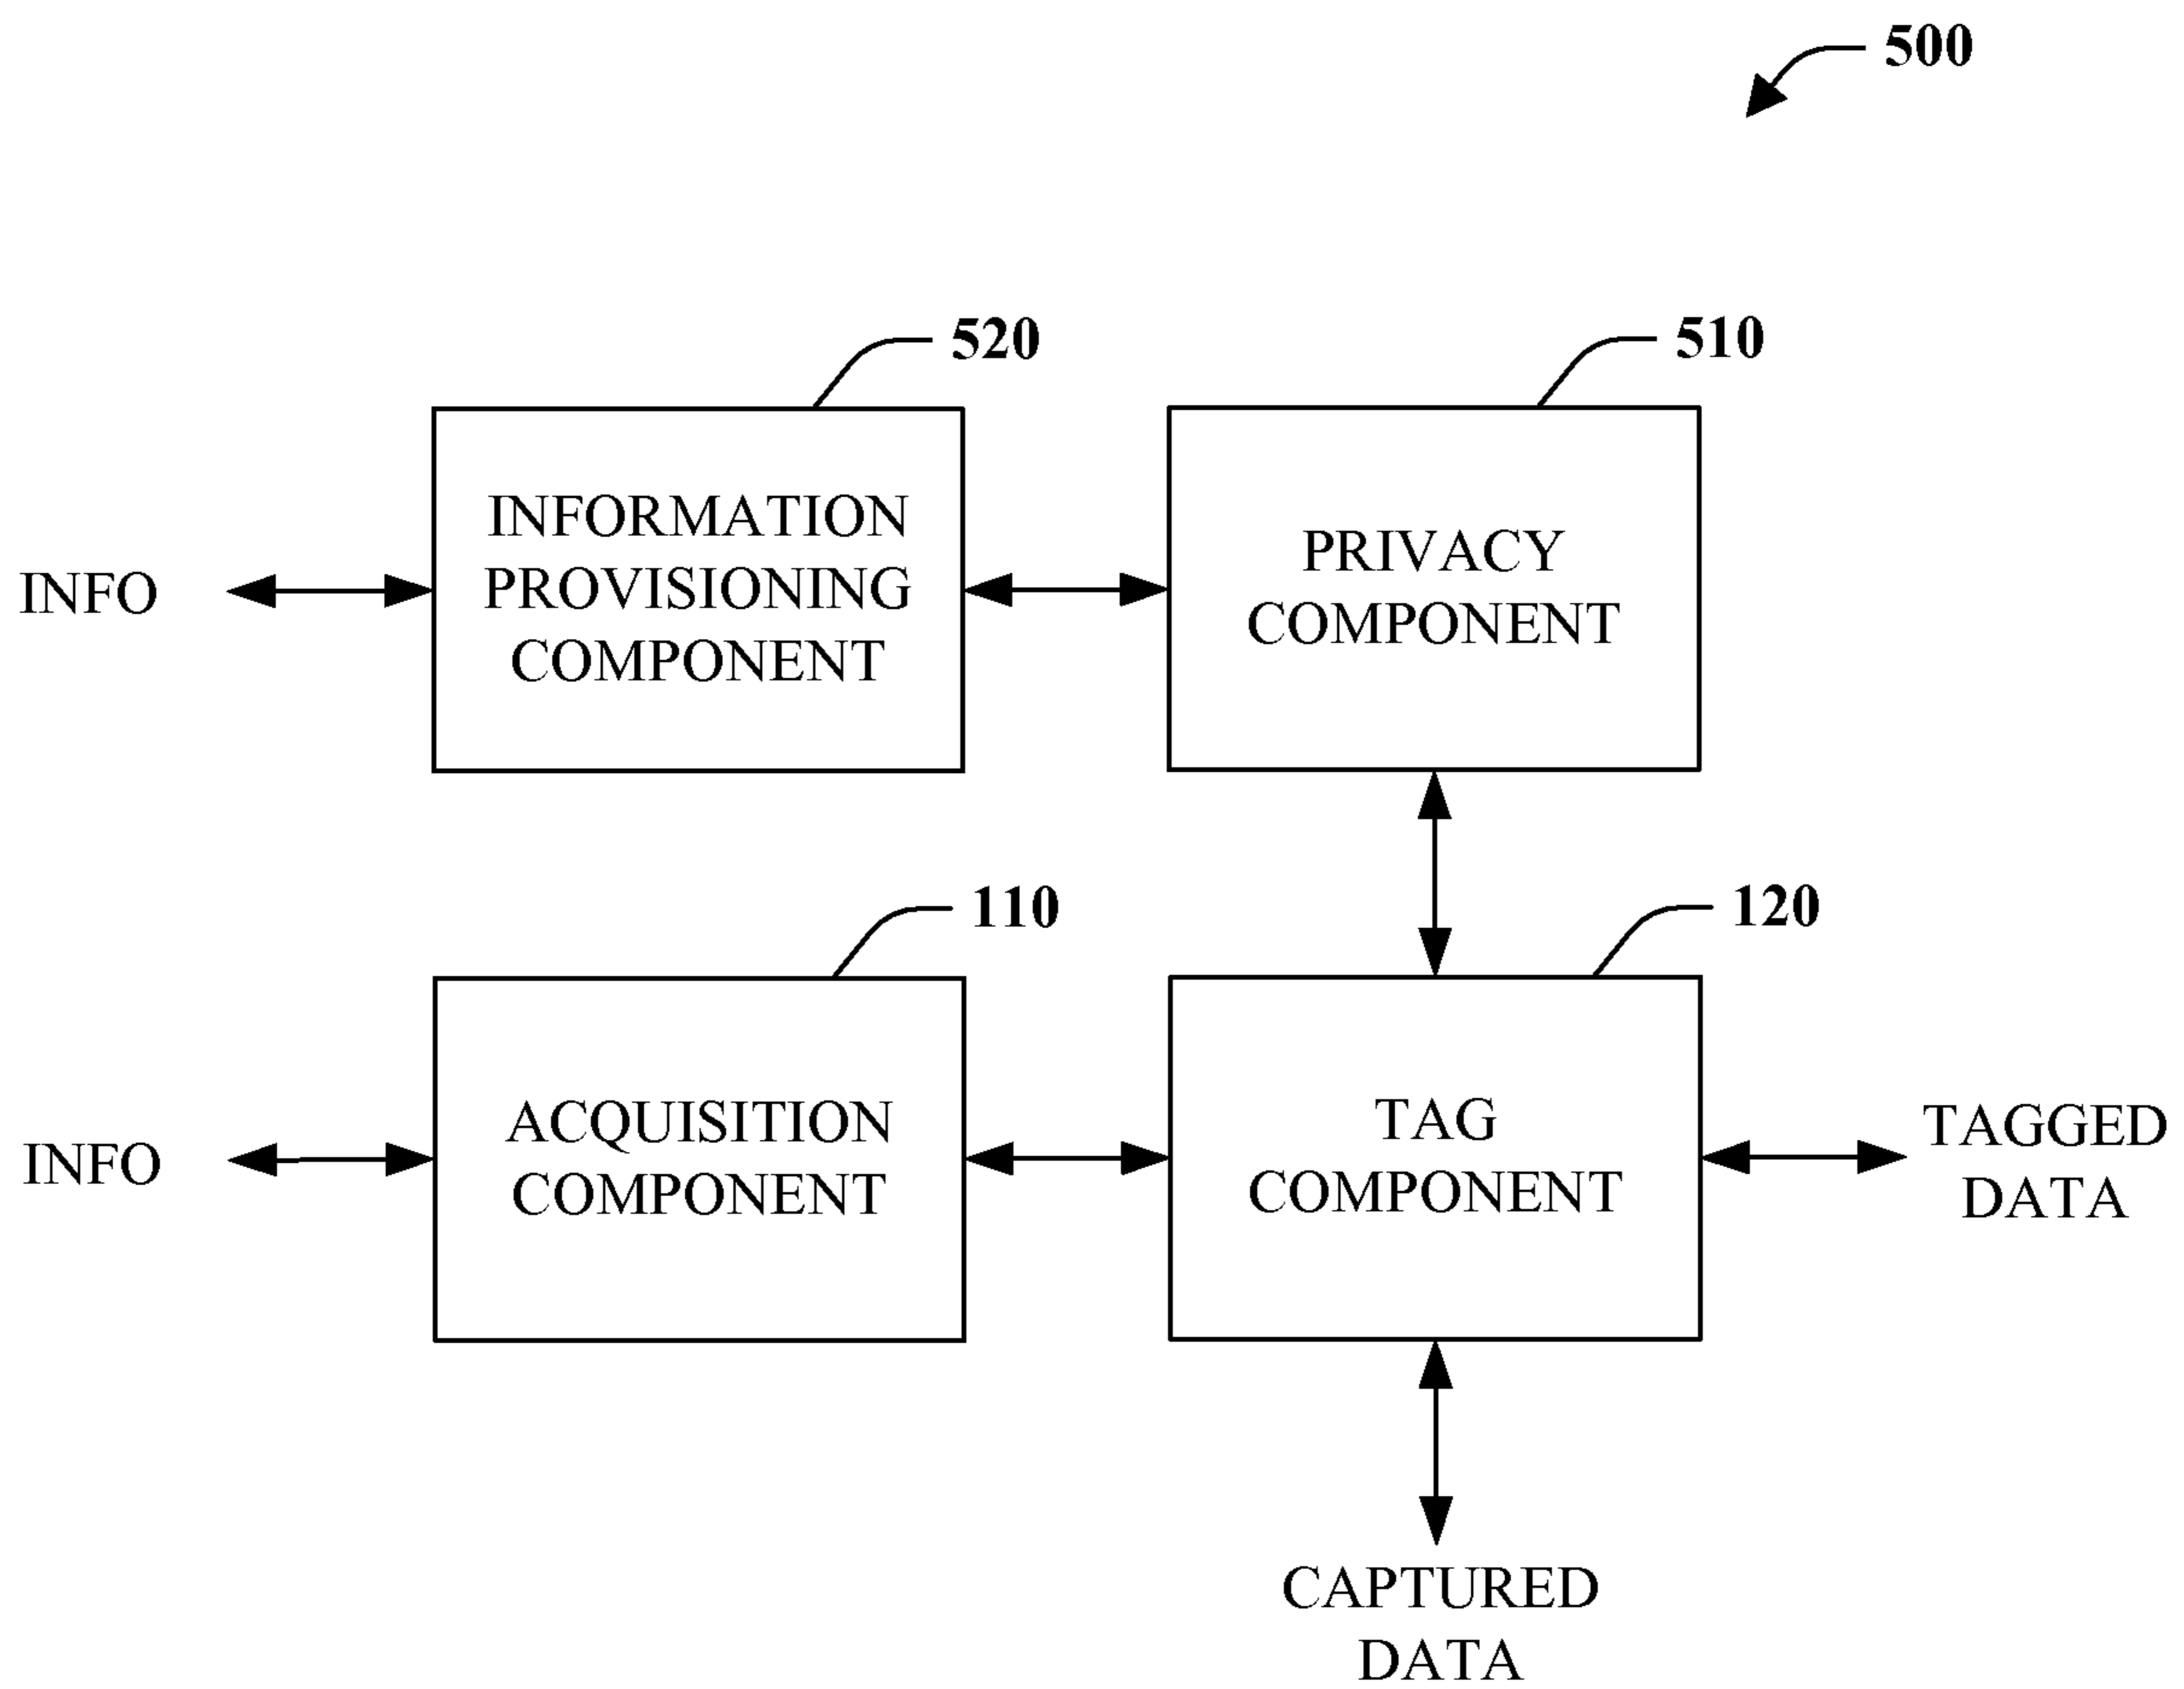 500
520
510
INFORMATION
PROVISIONING
COMPONENT
PRIVACY
COMPONENT
INFO
110
120
ACQUISITION
COMPONENT
TAG
COMPONENT
INFO
TAGGED
DATA
CAPTURED
DATA